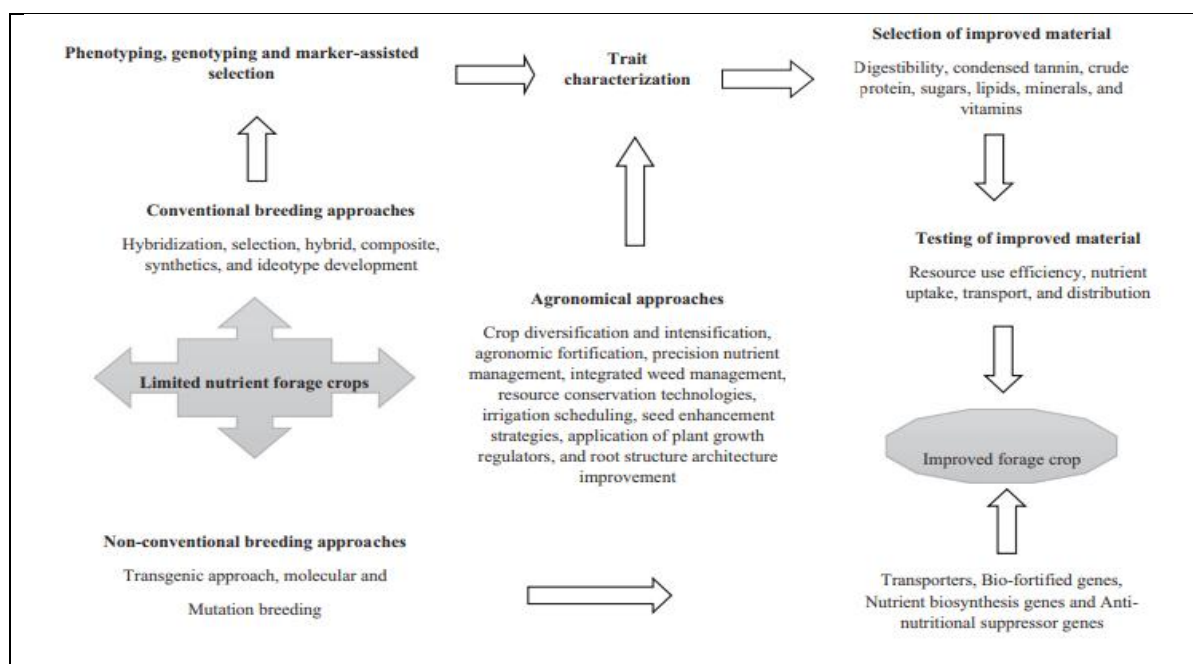 Phenotyping, genotyping and marker-assisted
selection
Trait
characterization
Selection of improved material
Digestibility, condensed tannin, crude
protein, sugars, lipids, minerals, and
vitamins
Conventional breeding approaches
Hybridization, selection, hybrid, composite,
synthetics, and ideotype development
Limited nutrient forage crops
Agronomical approaches
Crop diversification and intensification,
agronomic fortification, precision nutrient
management, integrated weed management,
resource conservation technologies,
irrigation scheduling, seed enhancement
strategies, application of plant growth
regulators, and root structure architecture
improvement
Testing of improved material
Resource use efficiency, nutrient
uptake, transport, and distribution
Improved forage crop
Non-conventional breeding approaches
Transgenic approach, molecular and
Mutation breeding
Transporters, Bio-fortified genes,
Nutrient biosynthesis genes and Anti-
nutritional suppressor genes